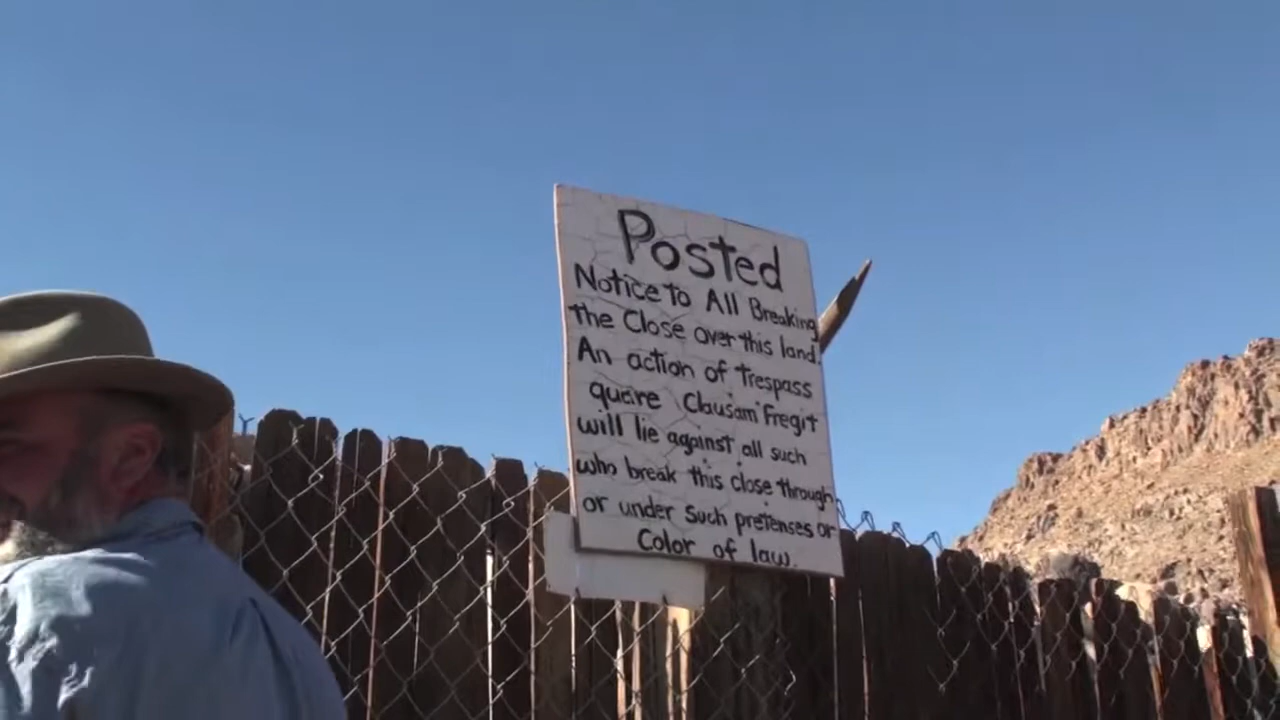 Posted
Notice to All Breaking
the Close over this land.
An action of Trespass
quare Clausam Fregit
will lie against all such
who break this close through
or under such pretenses or
Color of law.